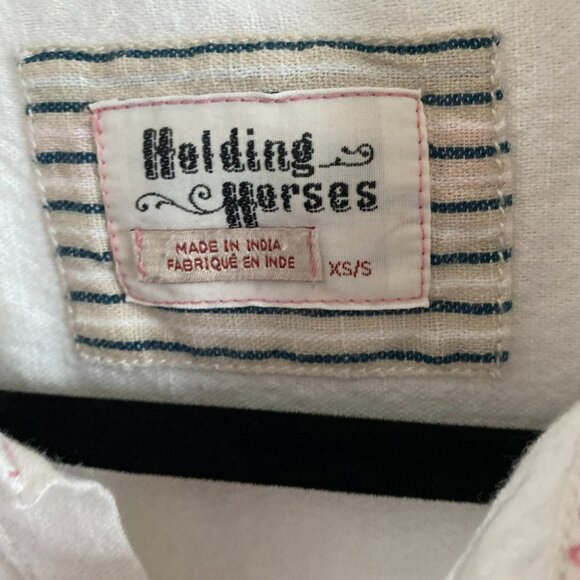 Holding
Horses
MADE IN INDIA
FABRIQUÉ EN INDE
XS/S